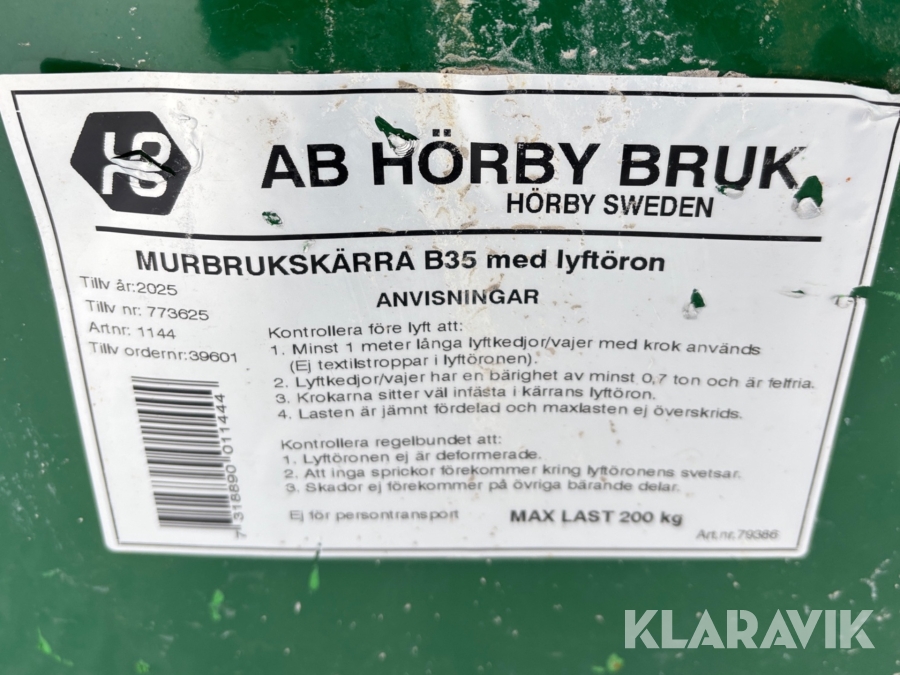 AB HÖRBY BRUK
HÖRBY SWEDEN
MURBRUKSKÄRRA B35 med lyftöron
Tillv år:2025
Tillv nr: 773625
Artnr: 1144
Tillv ordernr:39601
7 318890 011444
ANVISNINGAR
Kontrollera före lyft att:
1. Minst 1 meter långa lyftkedjor/vajer med krok används
(Ej textilstroppar i lyftöronen).
2. Lyftkedjor/vajer har en bärighet av minst 0,7 ton och är felfria.
3. Krokarna sitter väl infästa i kärrans lyftöron.
4. Lasten är jämnt fördelad och maxlasten ej överskrids.
Kontrollera regelbundet att:
1. Lyftöronen ej är deformerade.
2. Att inga sprickor förekommer kring lyftöronens svetsar.
3. Skador ej förekommer på övriga bärande delar.
Ej för persontransport
MAX LAST 200 kg
Art.nr.79386
KLARAVIK